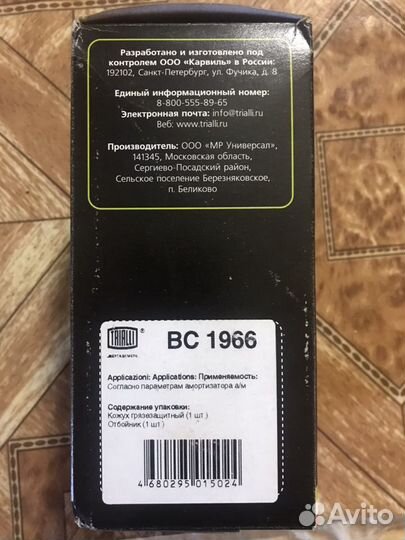 Разработано и изготовлено под
контролем ООО «Карвиль» в России:
192102, Санкт-Петербург, ул. Фучика, д. 8
Единый информационный номер:
8-800-555-89-65
Электронная почта: info@trialli.ru
Веб: www.trialli.ru
Производитель: ООО «МР Универсал»,
141345, Московская область,
Сергиево-Посадский район,
Сельское поселение Березняковское,
п. Беликово
TRIALLI®
BC 1966
Applicazioni: Applications: Применяемость:
Согласно параметрам амортизатора а/м
Содержание упаковки:
Кожух грязезащитный (1 шт.)
Отбойник (1 шт.)
4 680295 015024
Avito